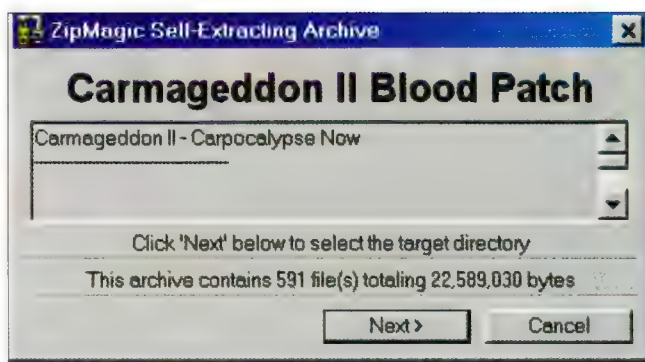 ZipMagic Self-Extracting Archive
Carmageddon II Blood Patch
Carmageddon II - Carpocalypse Now
Click 'Next' below to select the target directory
This archive contains 591 file(s) totaling 22,589,030 bytes
Next >
Cancel